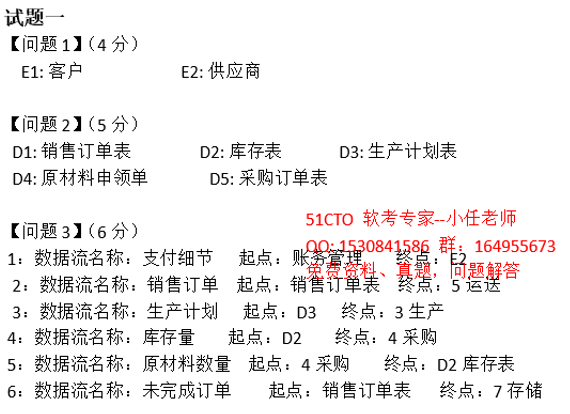 试题一
【问题 1】（4 分）
E1: 客户 E2: 供应商
【问题 2】（5 分）
D1: 销售订单表 D2: 库存表 D3: 生产计划表
D4: 原材料申领单 D5: 采购订单表
【问题 3】（6 分）
51CTO 软考专家--小任老师
QQ: 1530841586 群：164955673
免费资料、真题，问题解答
1：数据流名称：支付细节 起点：账务管理 终点：E2
2：数据流名称：销售订单 起点：销售订单表 终点：5 运送
3：数据流名称：生产计划 起点：D3 终点：3 生产
4：数据流名称：库存量 起点：D2 终点：4 采购
5：数据流名称：原材料数量 起点：4 采购 终点：D2 库存表
6：数据流名称：未完成订单 起点：销售订单表 终点：7 存储